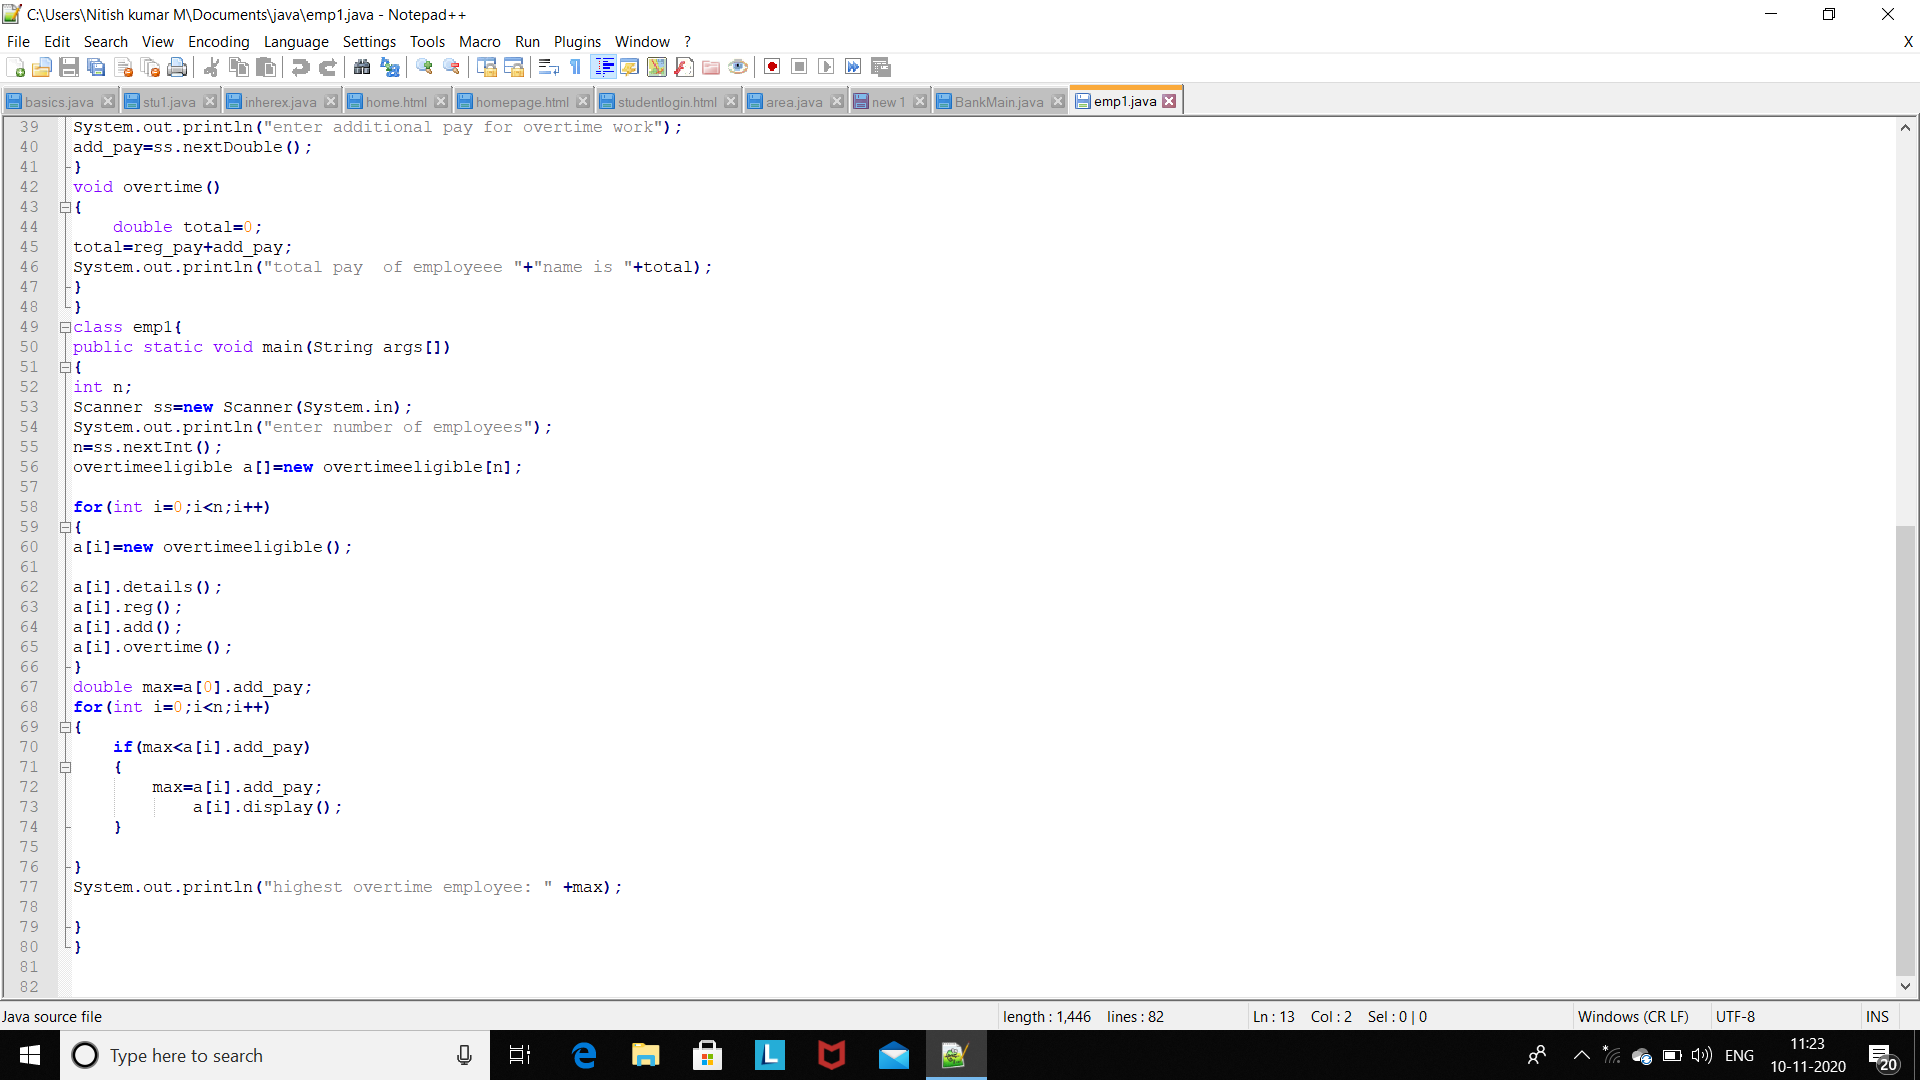 C:\Users\Nitish kumar M\Documents\java\emp1.java - Notepad++
File Edit Search View Encoding Language Settings Tools Macro Run Plugins Window ? X
basics.java stu1.java inherex.java home.html homepage.html studentlogin.html area.java new 1 BankMain.java emp1.java
39 System.out.println("enter additional pay for overtime work");
40 add_pay=ss.nextDouble();
41 }
42 void overtime()
43 {
44 double total=0;
45 total=reg_pay+add_pay;
46 System.out.println("total pay  of employeee "+"name is "+total);
47 }
48 }
49 class emp1{
50 public static void main(String args[])
51 {
52 int n;
53 Scanner ss=new Scanner(System.in);
54 System.out.println("enter number of employees");
55 n=ss.nextInt();
56 overtimeeligible a[]=new overtimeeligible[n];
57
58 for(int i=0;i<n;i++)
59 {
60 a[i]=new overtimeeligible();
61
62 a[i].details();
63 a[i].reg();
64 a[i].add();
65 a[i].overtime();
66 }
67 double max=a[0].add_pay;
68 for(int i=0;i<n;i++)
69 {
70 if(max<a[i].add_pay)
71 {
72 max=a[i].add_pay;
73 a[i].display();
74 }
75
76 }
77 System.out.println("highest overtime employee: " +max);
78
79 }
80 }
81
82
Java source file length : 1,446 lines : 82 Ln : 13 Col : 2 Sel : 0 | 0 Windows (CR LF) UTF-8 INS
Type here to search L ENG 11:23
10-11-2020 20